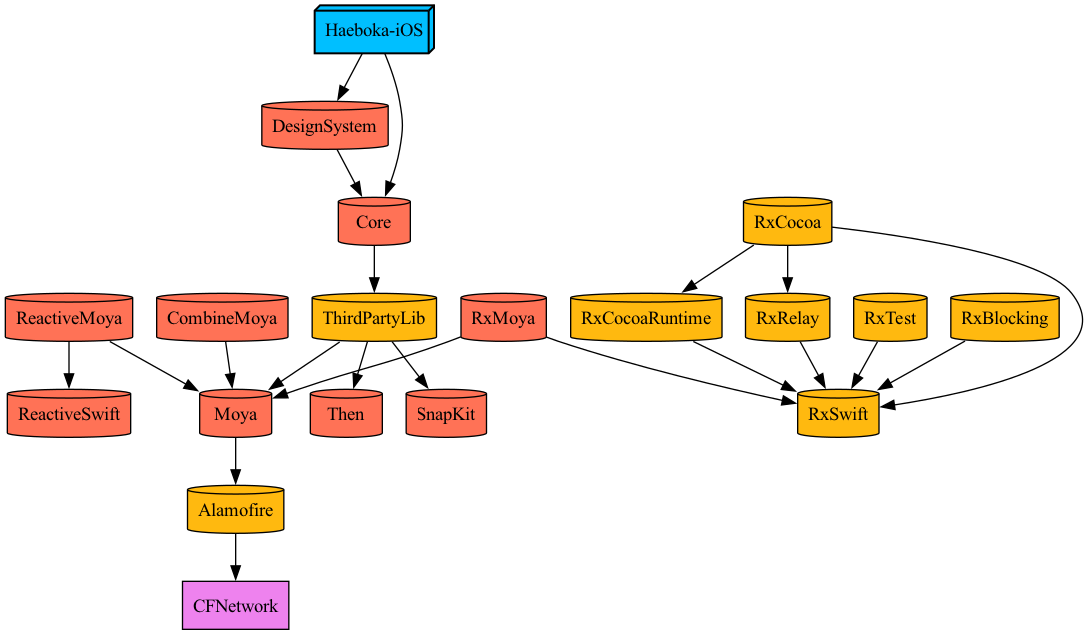 Haeboka-iOS
DesignSystem
Core
RxCocoa
ReactiveMoya
CombineMoya
ThirdPartyLib
RxMoya
RxCocoaRuntime
RxRelay
RxTest
RxBlocking
ReactiveSwift
Moya
Then
SnapKit
RxSwift
Alamofire
CFNetwork